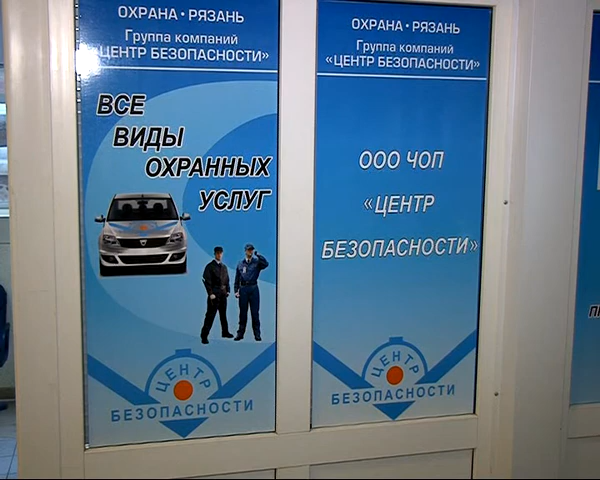 ОХРАНА • РЯЗАНЬ
Группа компаний
«ЦЕНТР БЕЗОПАСНОСТИ»
ВСЕ
ВИДЫ
ОХРАННЫХ
УСЛУГ
ЦЕНТР
БЕЗОПАСНОСТИ
ОХРАНА • РЯЗАНЬ
Группа компаний
«ЦЕНТР БЕЗОПАСНОСТИ»
ООО ЧОП
«ЦЕНТР
БЕЗОПАСНОСТИ»
ЦЕНТР
БЕЗОПАСНОСТИ